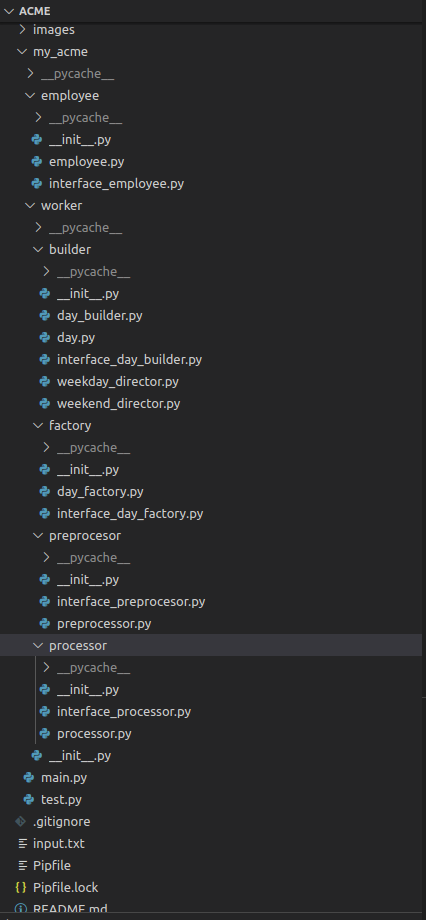 ACME
images
my_acme
__pycache__
employee
__pycache__
__init__.py
employee.py
interface_employee.py
worker
__pycache__
builder
__pycache__
__init__.py
day_builder.py
day.py
interface_day_builder.py
weekday_director.py
weekend_director.py
factory
__pycache__
__init__.py
day_factory.py
interface_day_factory.py
preprocesor
__pycache__
__init__.py
interface_preprocesor.py
preprocessor.py
processor
__pycache__
__init__.py
interface_processor.py
processor.py
__init__.py
main.py
test.py
.gitignore
input.txt
Pipfile
Pipfile.lock
README.md